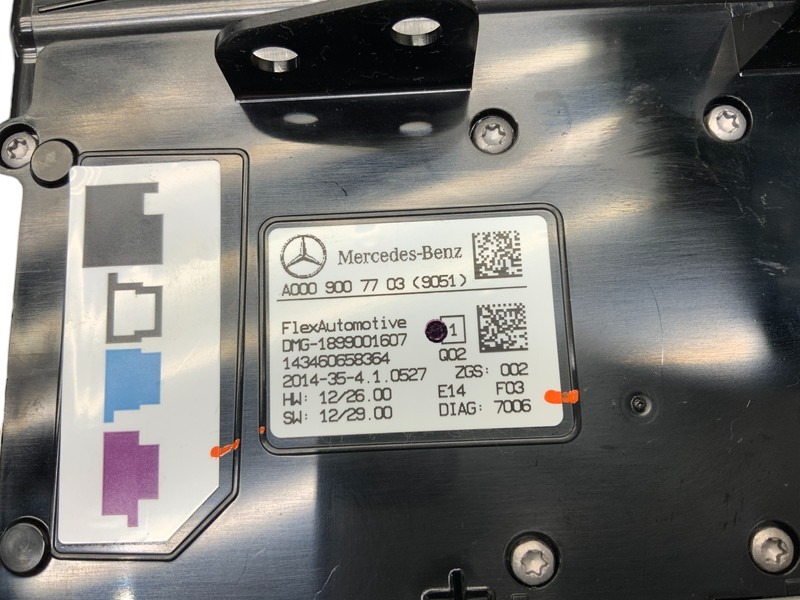 Mercedes-Benz
A000 900 77 03 (9051)
FlexAutomotive
DMG-1899001607
143460658364
2014-35-4.1.0527
HW: 12/26.00
SW: 12/29.00
1
Q02
ZGS: 002
E14 F03
DIAG: 7006